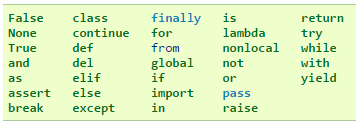 False class finally is return
None continue for lambda try
True def from nonlocal while
and del global not with
as elif if or yield
assert else import pass
break except in raise